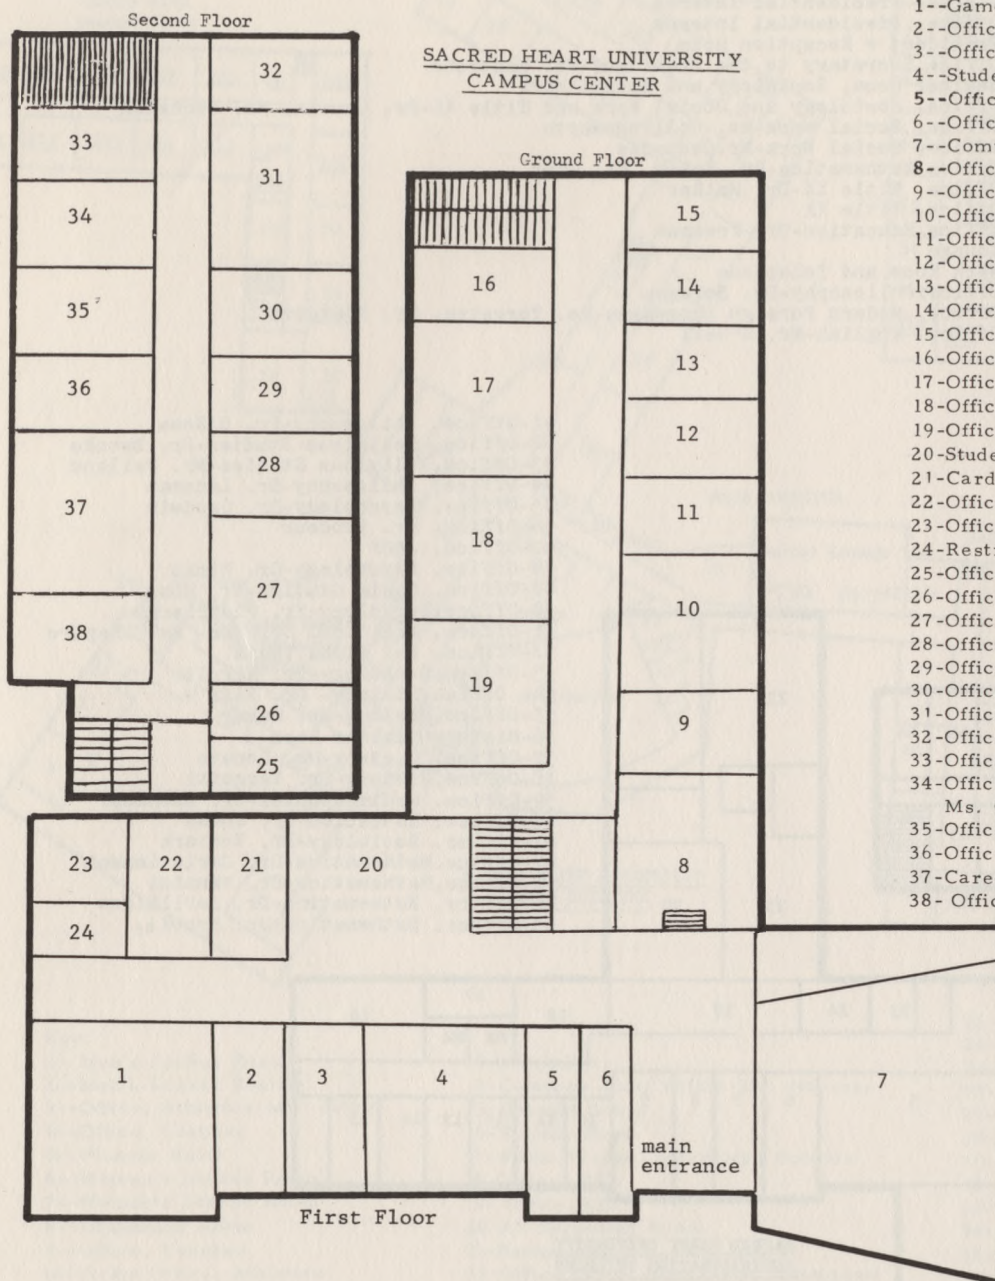 Second Floor
SACRED HEART UNIVERSITY
CAMPUS CENTER
Ground Floor
32
33
31
34
35
30
36
29
28
37
27
38
26
25
15
16
14
13
17
12
11
18
10
19
9
8
23
22
21
20
24
1
2
3
4
5
6
7
main
entrance
First Floor
1--Gam
2--Offic
3--Offic
4--Stude
5--Offic
6--Offic
7--Com
8--Offic
9--Offic
10-Offic
11-Offic
12-Offic
13-Offic
14-Offic
15-Offic
16-Offic
17-Offic
18-Offic
19-Offic
20-Stude
21-Card
22-Offic
23-Offic
24-Rest
25-Offic
26-Offic
27-Offic
28-Offic
29-Offic
30-Offic
31-Offic
32-Offic
33-Offic
34-Offic
Ms.
35-Offic
36-Offic
37-Care
38- Offic